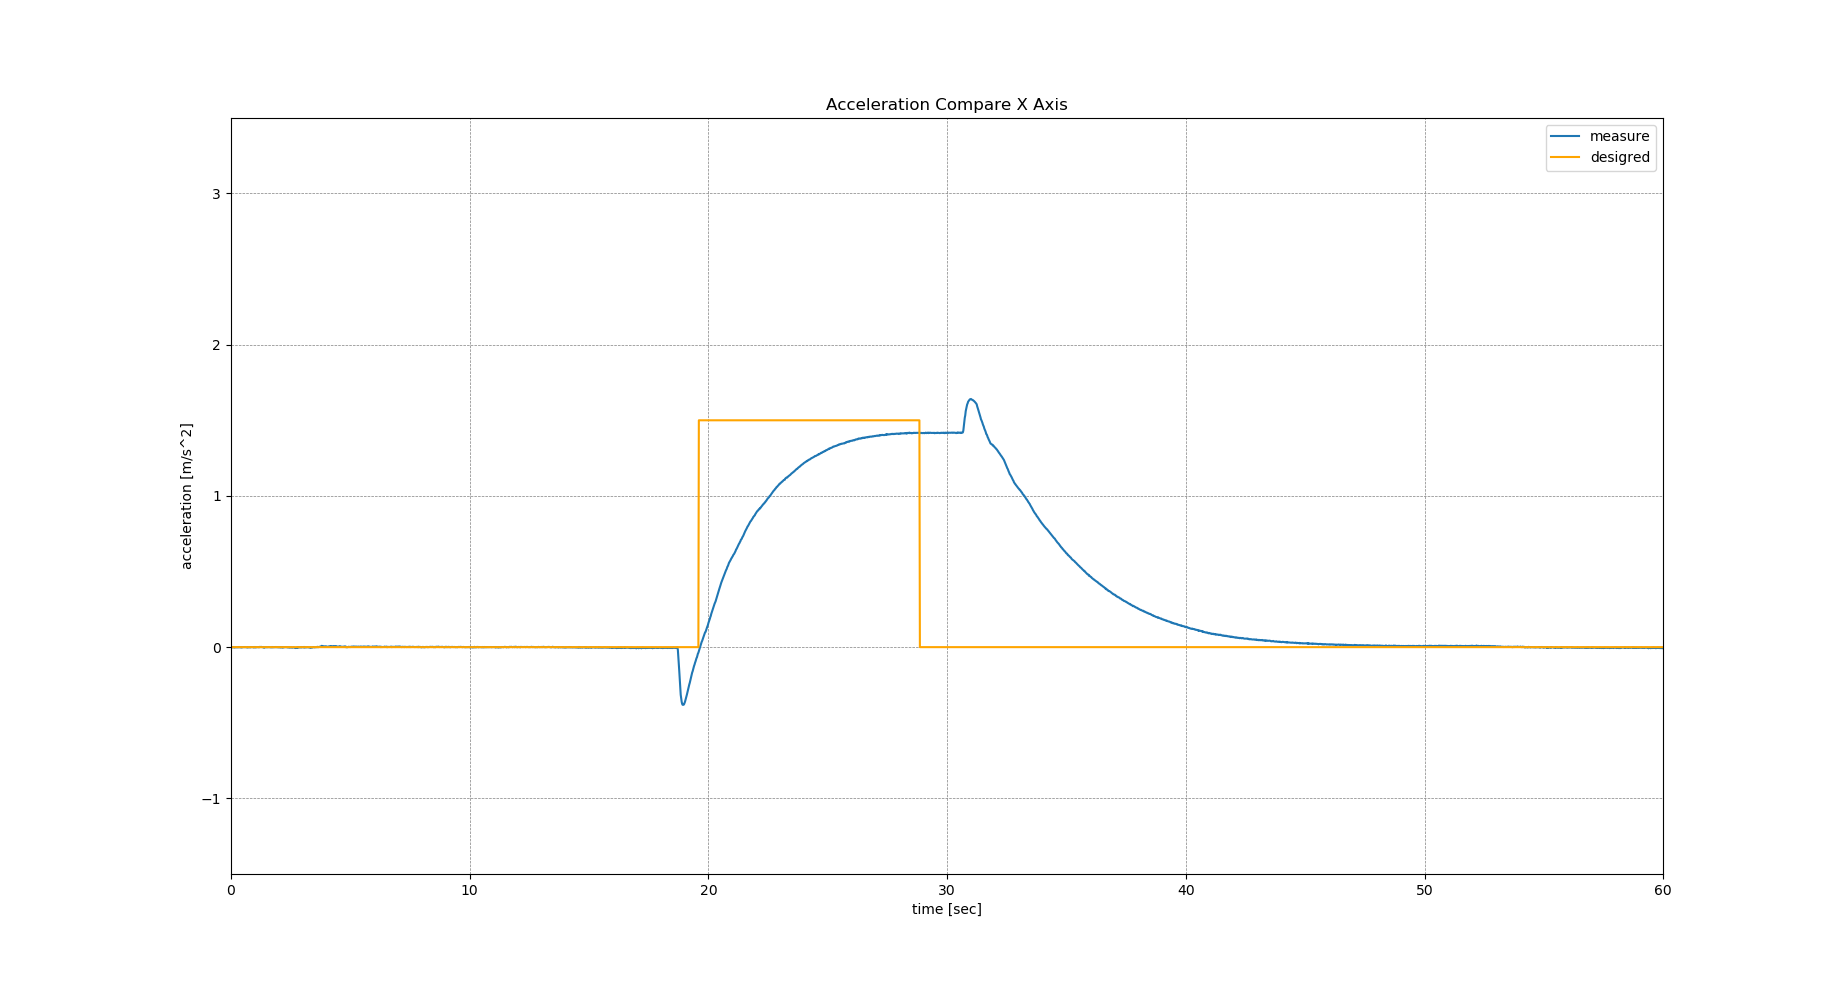 Acceleration Compare X Axis
measure
desigred
3
2
1
0
−1
acceleration [m/s^2]
0 10 20 30 40 50 60
time [sec]